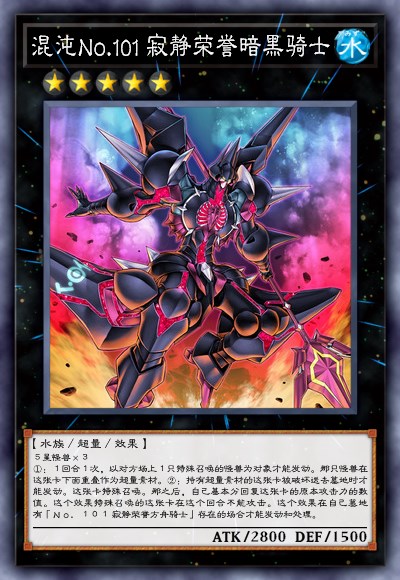 混沌No.101 寂静荣誉暗黑骑士
水
【水族／超量／效果】
５星怪兽×３
①：１回合１次，以对方场上１只特殊召唤的怪兽为对象才能发动。那只怪兽在
这张卡下面重叠作为超量素材。②：持有超量素材的这张卡被破坏送去墓地时才
能发动。这张卡特殊召唤。那之后，自己基本分回复这张卡的原本攻击力的数
值。这个效果特殊召唤的这张卡在这个回合不能攻击。这个效果在自己墓地
有「Ｎｏ．１０１寂静荣誉方舟骑士」存在的场合才能发动和处理。
ATK/2800 DEF/1500